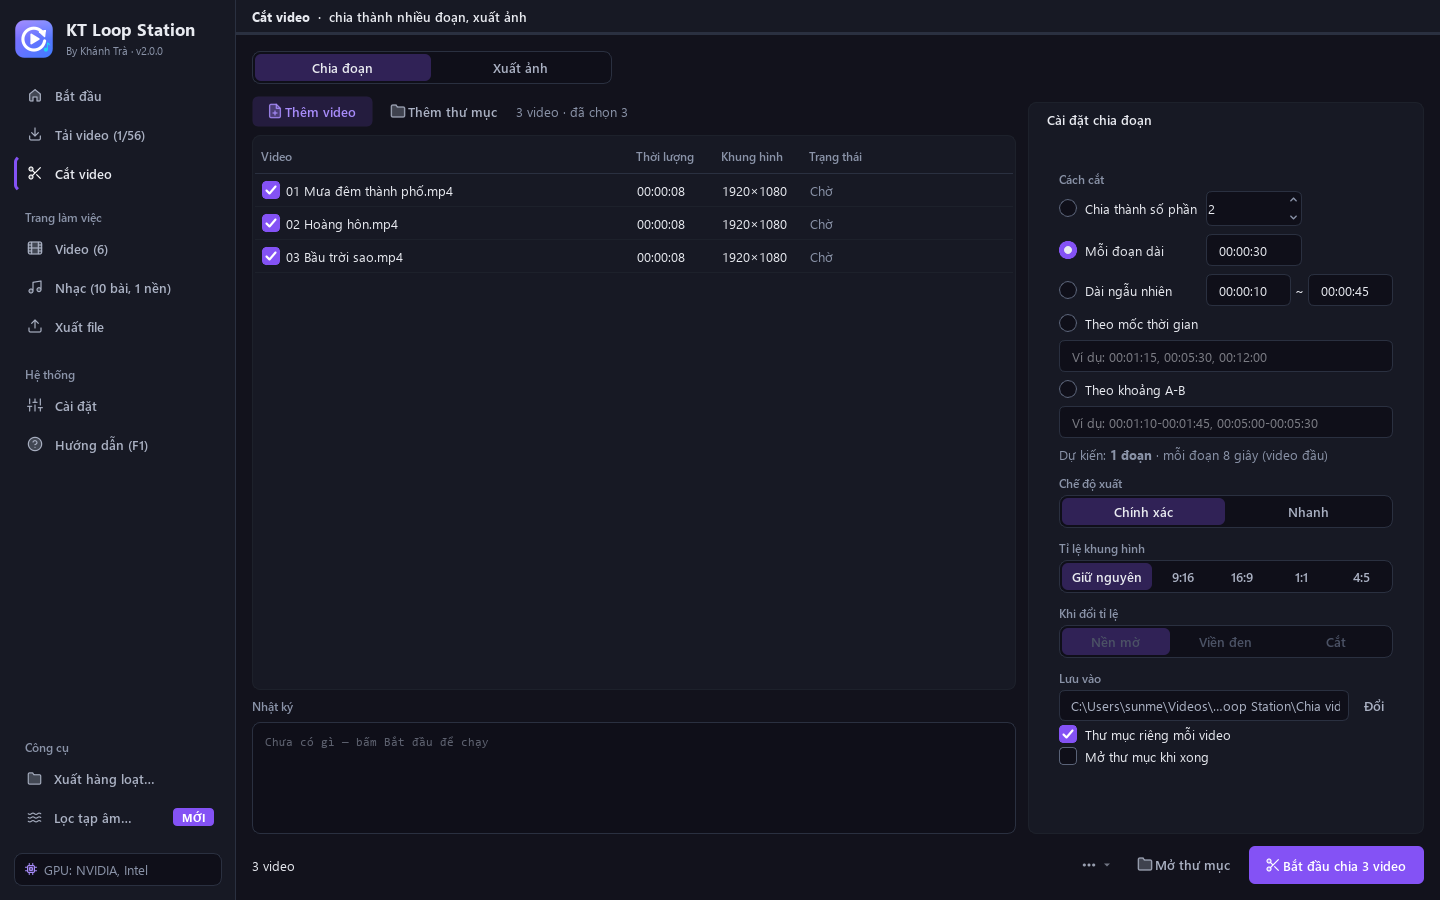 KT Loop Station
By Khánh Trà · v2.0.0
Bắt đầu
Tải video (1/56)
Cắt video
Trang làm việc
Video (6)
Nhạc (10 bài, 1 nền)
Xuất file
Hệ thống
Cài đặt
Hướng dẫn (F1)
Công cụ
Xuất hàng loạt...
Lọc tạp âm... MỚI
GPU: NVIDIA, Intel
Cắt video · chia thành nhiều đoạn, xuất ảnh
Chia đoạn Xuất ảnh
Thêm video Thêm thư mục 3 video · đã chọn 3
Video Thời lượng Khung hình Trạng thái
01 Mưa đêm thành phố.mp4 00:00:08 1920×1080 Chờ
02 Hoàng hôn.mp4 00:00:08 1920×1080 Chờ
03 Bầu trời sao.mp4 00:00:08 1920×1080 Chờ
Nhật ký
Chưa có gì — bấm Bắt đầu để chạy
3 video
Cài đặt chia đoạn
Cách cắt
Chia thành số phần 2
Mỗi đoạn dài 00:00:30
Dài ngẫu nhiên 00:00:10 ~ 00:00:45
Theo mốc thời gian
Ví dụ: 00:01:15, 00:05:30, 00:12:00
Theo khoảng A-B
Ví dụ: 00:01:10-00:01:45, 00:05:00-00:05:30
Dự kiến: 1 đoạn · mỗi đoạn 8 giây (video đầu)
Chế độ xuất
Chính xác Nhanh
Tỉ lệ khung hình
Giữ nguyên 9:16 16:9 1:1 4:5
Khi đổi tỉ lệ
Nền mờ Viền đen Cắt
Lưu vào
C:\Users\sunme\Videos\...oop Station\Chia vid Đổi
Thư mục riêng mỗi video
Mở thư mục khi xong
Mở thư mục Bắt đầu chia 3 video